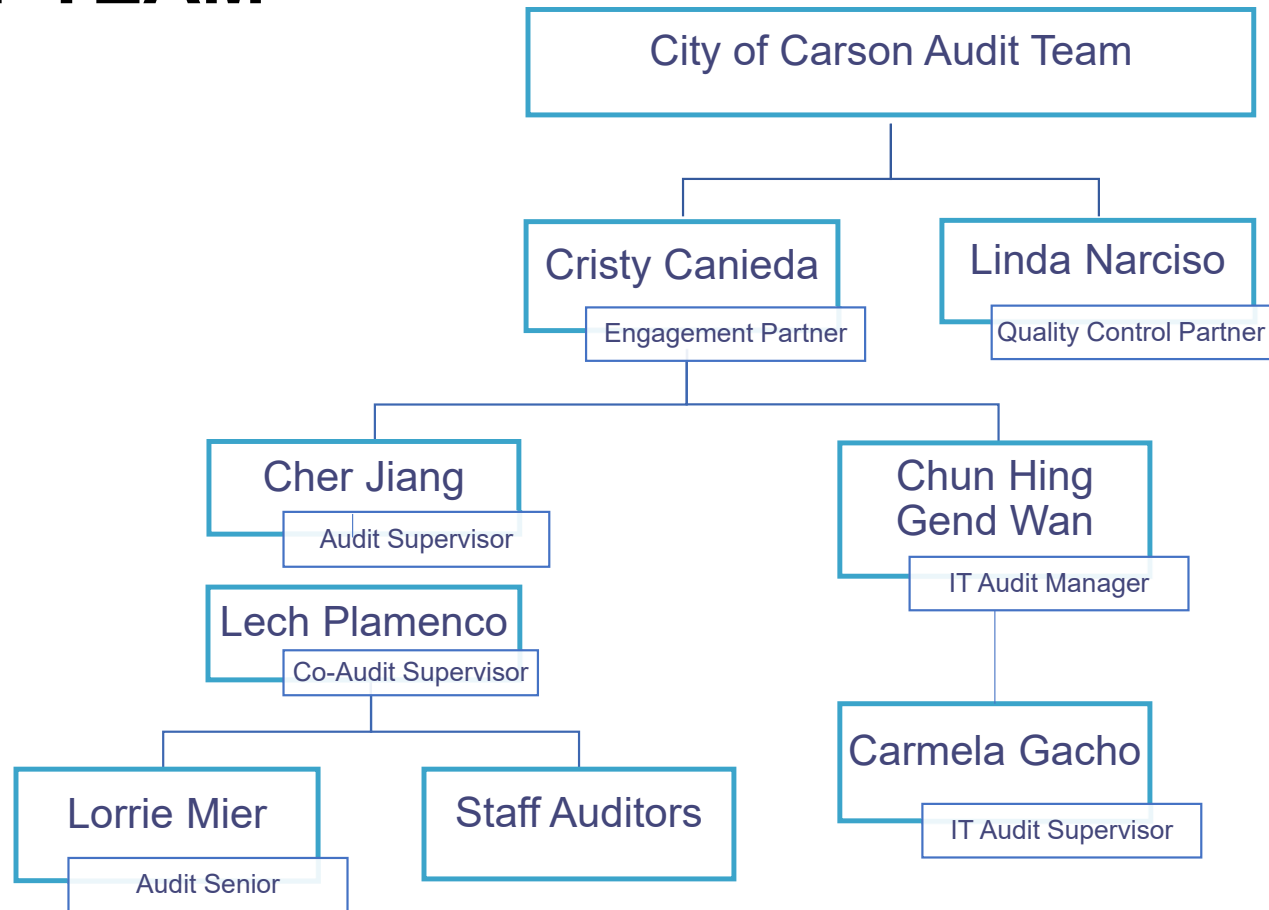 TEAM
City of Carson Audit Team
Cristy Canieda
Engagement Partner
Linda Narciso
Quality Control Partner
Cher Jiang
Audit Supervisor
Chun Hing
Gend Wan
IT Audit Manager
Lech Plamenco
Co-Audit Supervisor
Carmela Gacho
IT Audit Supervisor
Lorrie Mier
Audit Senior
Staff Auditors